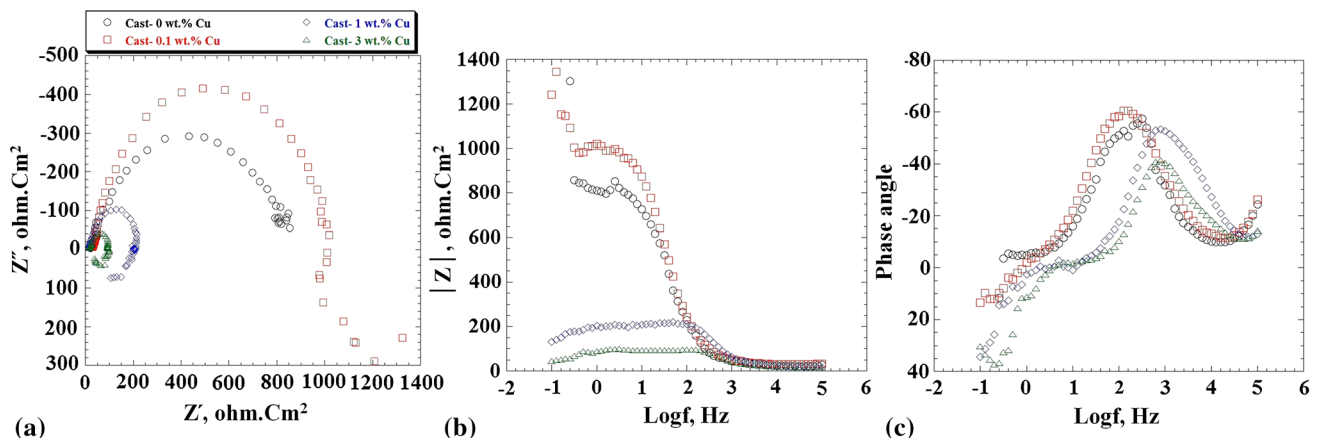 Cast- 0 wt.% Cu
Cast- 1 wt.% Cu
Cast- 0.1 wt.% Cu
Cast- 3 wt.% Cu
-500
-400
-300
-200
-100
0
100
200
300
Z″, ohm.Cm²
0 200 400 600 800 1000 1200 1400
Z′, ohm.Cm²
(a)
1400
1200
1000
800
600
400
200
0
|Z|, ohm.Cm²
-2 -1 0 1 2 3 4 5 6
Logf, Hz
(b)
-80
-60
-40
-20
0
20
40
Phase angle
-2 -1 0 1 2 3 4 5 6
Logf, Hz
(c)